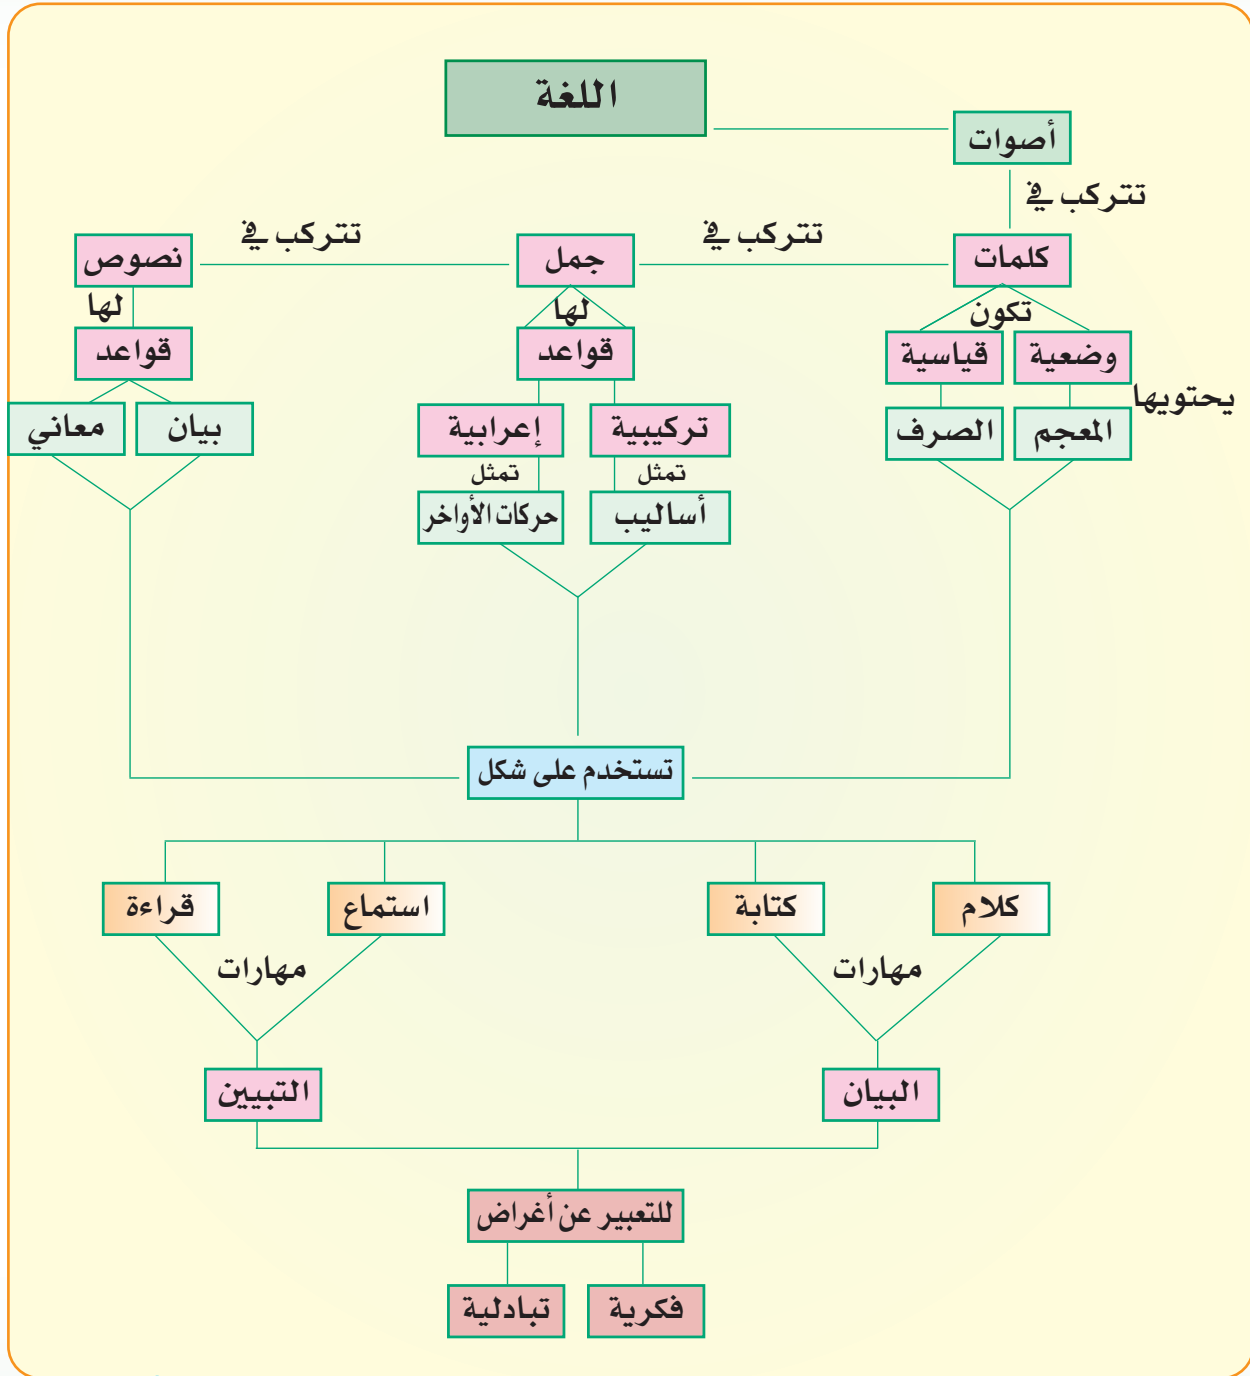 اللغة
أصوات
تتركب في
كلمات
تتركب في
جمل
تتركب في
نصوص
تكون
لها
لها
وضعية
قياسية
قواعد
قواعد
يحتويها
المعجم
الصرف
تركيبية
إعرابية
بيان
معاني
تمثل
تمثل
أساليب
حركات الأواخر
تستخدم على شكل
كلام
كتابة
استماع
قراءة
مهارات
مهارات
البيان
التبيين
للتعبير عن أغراض
فكرية
تبادلية